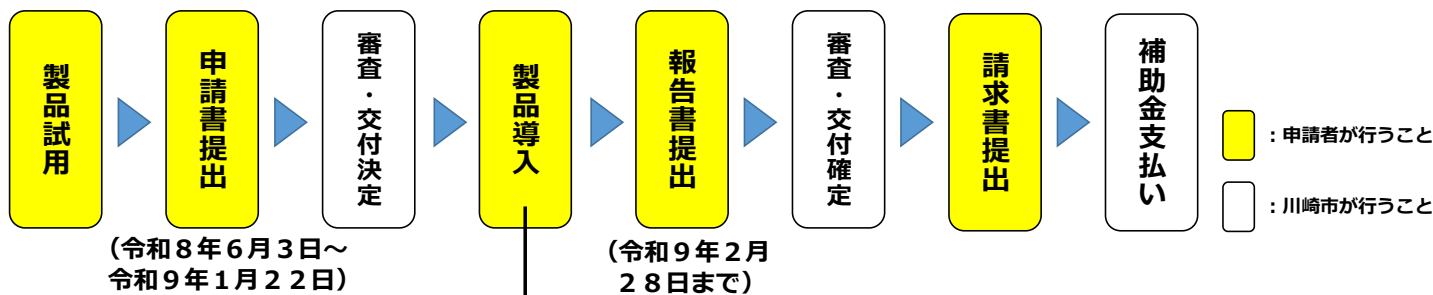 製品試用
申請書提出
審査・交付決定
製品導入
報告書提出
審査・交付確定
請求書提出
補助金支払い
：申請者が行うこと
：川崎市が行うこと
（令和８年６月３日～
令和９年１月２２日）
（令和９年２月
２８日まで）